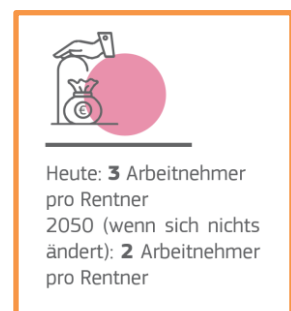 Heute: 3 Arbeitnehmer
pro Rentner
2050 (wenn sich nichts
ändert): 2 Arbeitnehmer
pro Rentner